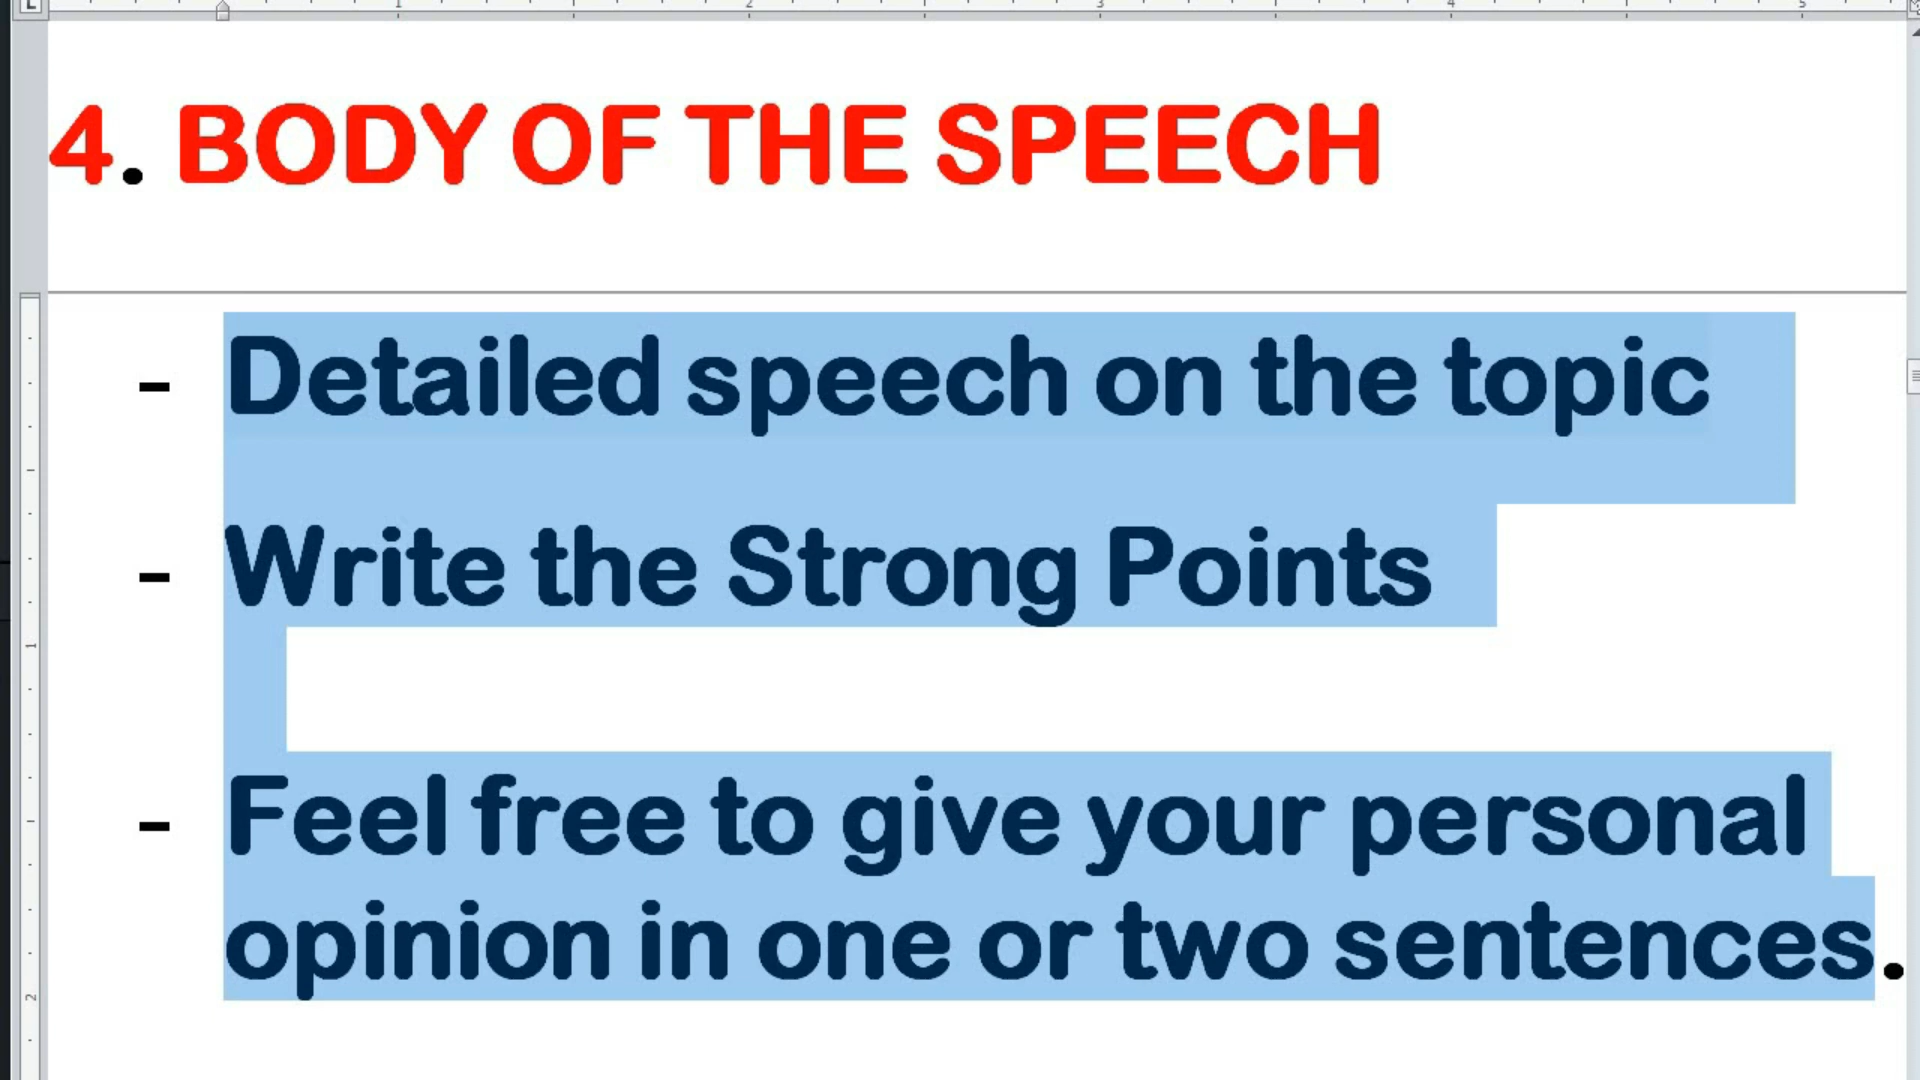 4. BODY OF THE SPEECH
- Detailed speech on the topic
- Write the Strong Points
- Feel free to give your personal
opinion in one or two sentences.